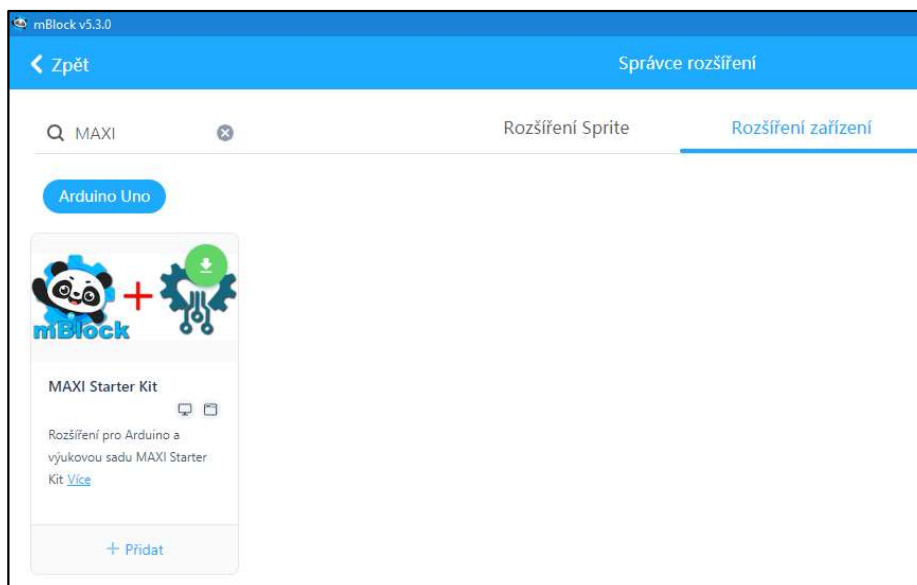 mBlock v5.3.0
Zpět
Správce rozšíření
MAXI
Rozšíření Sprite
Rozšíření zařízení
Arduino Uno
mBlock
MAXI Starter Kit
Rozšíření pro Arduino a
výukovou sadu MAXI Starter
Kit Více
+ Přidat